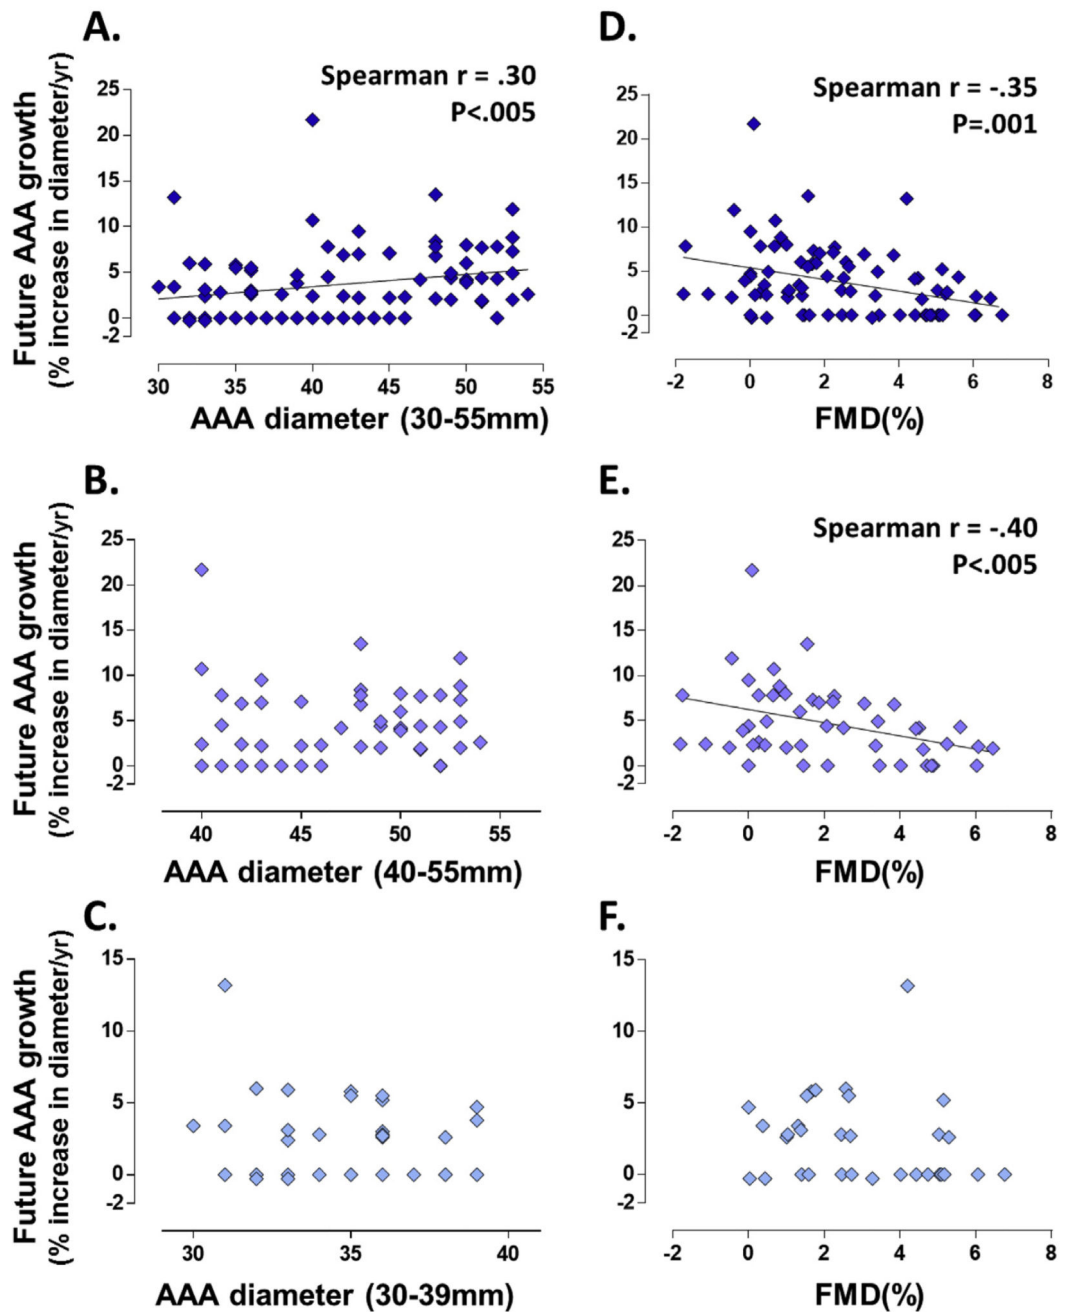 A.
Future AAA growth
(% increase in diameter/yr)
Spearman r = .30
P<.005
25
20
15
10
5
0
-2
30 35 40 45 50 55
AAA diameter (30-55mm)
D.
Spearman r = -.35
P=.001
25
20
15
10
5
0
-2
-2 0 2 4 6 8
FMD(%)
B.
Future AAA growth
(% increase in diameter/yr)
25
20
15
10
5
0
-2
40 45 50 55
AAA diameter (40-55mm)
E.
Spearman r = -.40
P<.005
25
20
15
10
5
0
-2
-2 0 2 4 6 8
FMD(%)
C.
Future AAA growth
(% increase in diameter/yr)
15
10
5
0
-2
30 35 40
AAA diameter (30-39mm)
F.
15
10
5
0
-2
-2 0 2 4 6 8
FMD(%)